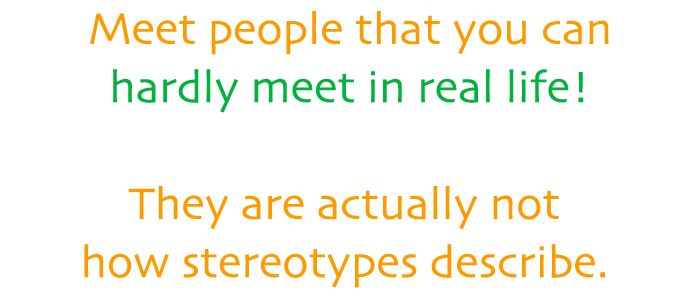 Meet people that you can
hardly meet in real life!
They are actually not
how stereotypes describe.